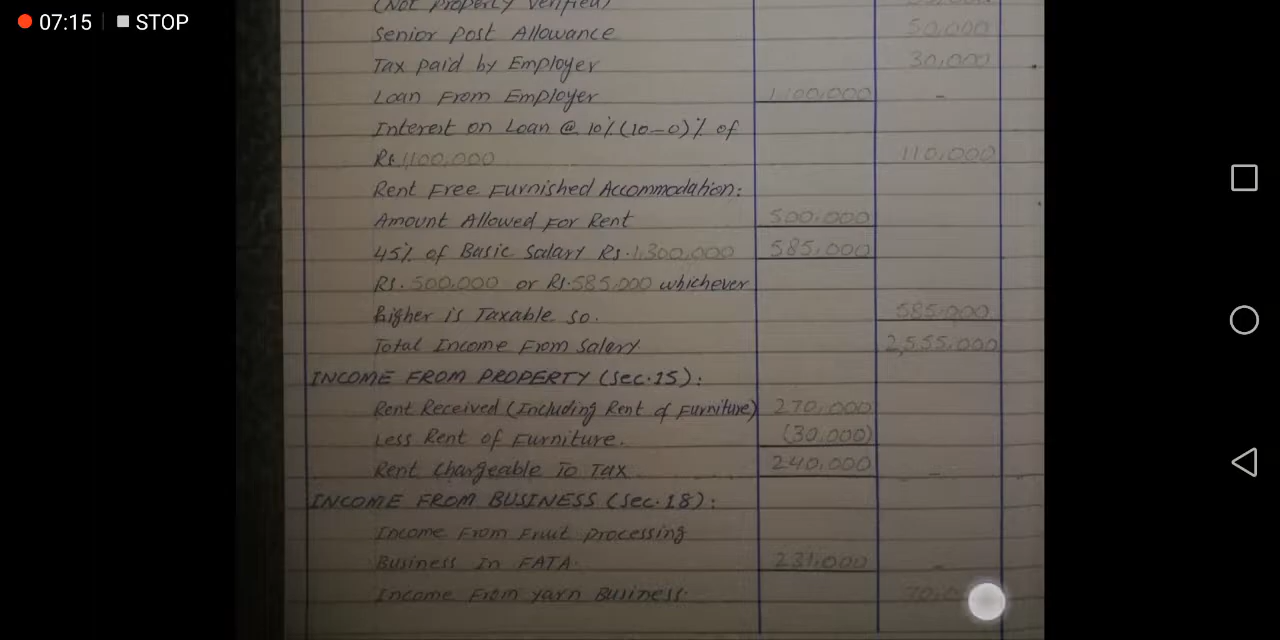 07:15 STOP
(Not Properly Verified)
Senior Post Allowance 50,000
Tax paid by Employer 30,000
Loan From Employer 1,100,000 -
Interest on Loan @ 10% (10-0)% of
Rs.1,100,000 110,000
Rent Free Furnished Accommodation:
Amount Allowed For Rent 500,000
45% of Basic Salary Rs.1,300,000 585,000
Rs.500,000 or Rs.585,000 whichever
higher is Taxable so. 585,000
Total Income From Salary 2,555,000
INCOME FROM PROPERTY (Sec.15):
Rent Received (Including Rent of Furniture) 270,000
Less Rent of Furniture. (30,000)
Rent Chargeable To Tax 240,000 -
INCOME FROM BUSINESS (Sec.18):
Income From Fruit Processing
Business In FATA. 231,000 -
Income From Yarn Business.